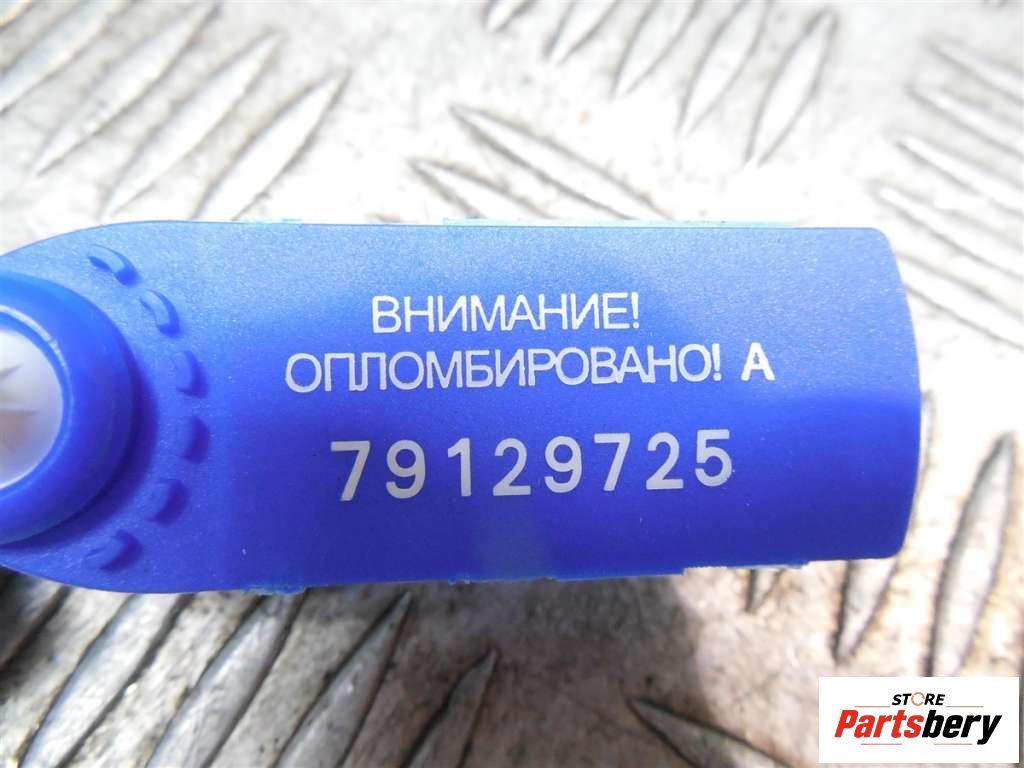 ВНИМАНИЕ!
ОПЛОМБИРОВАНО! А
79129725
STORE
Partsbery